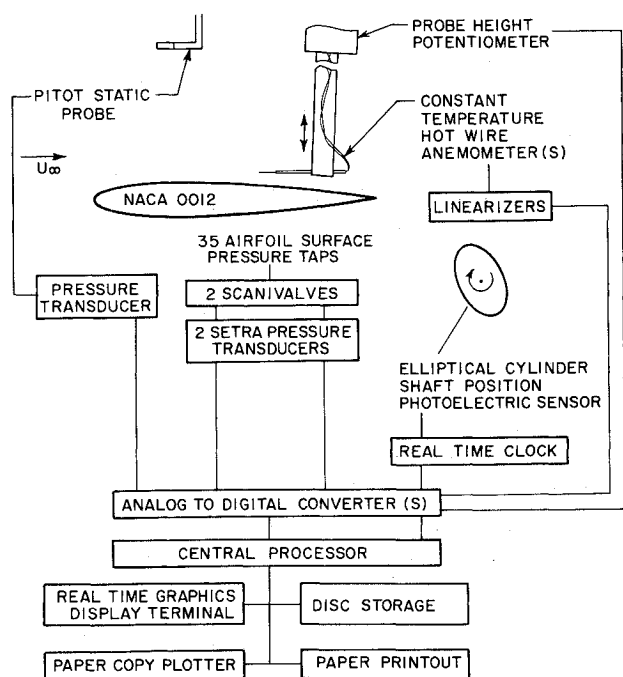 PROBE HEIGHT
POTENTIOMETER
PITOT STATIC
PROBE
CONSTANT
TEMPERATURE
HOT WIRE
ANEMOMETER(S)
U∞
NACA 0012
LINEARIZERS
35 AIRFOIL SURFACE
PRESSURE TAPS
PRESSURE
TRANSDUCER
2 SCANIVALVES
2 SETRA PRESSURE
TRANSDUCERS
ELLIPTICAL CYLINDER
SHAFT POSITION
PHOTOELECTRIC SENSOR
REAL TIME CLOCK
ANALOG TO DIGITAL CONVERTER (S)
CENTRAL PROCESSOR
REAL TIME GRAPHICS
DISPLAY TERMINAL
DISC STORAGE
PAPER COPY PLOTTER
PAPER PRINTOUT